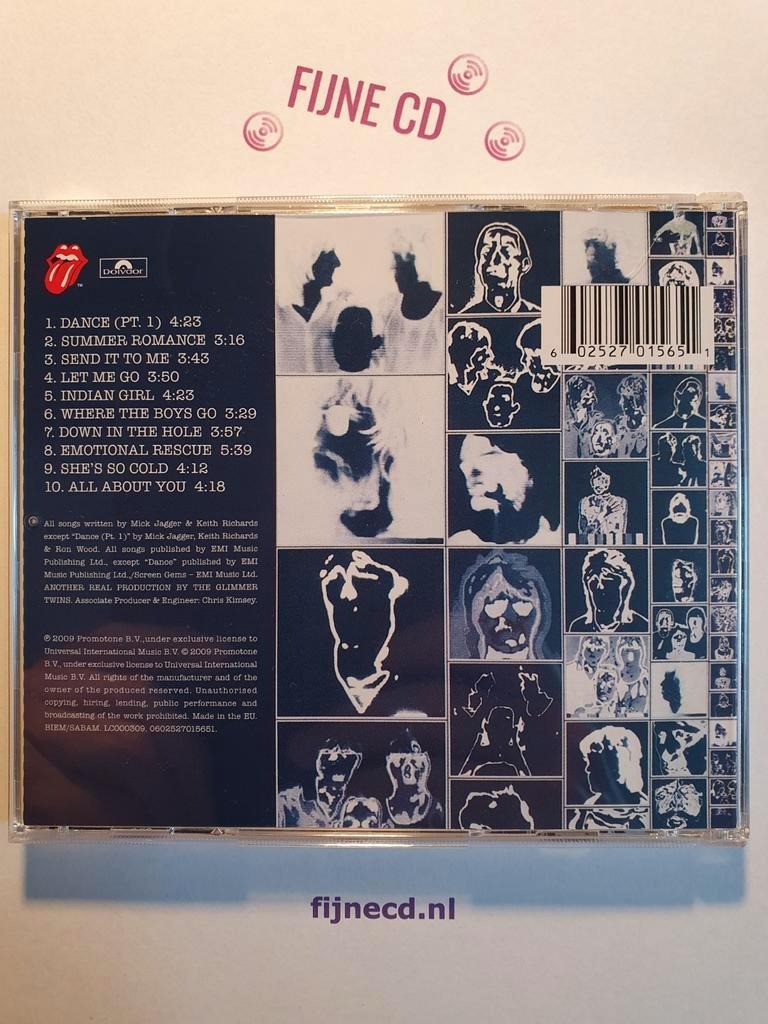 FIJNE CD
TM
Polydor
1. DANCE (PT. 1) 4:23
2. SUMMER ROMANCE 3:16
3. SEND IT TO ME 3:43
4. LET ME GO 3:50
5. INDIAN GIRL 4:23
6. WHERE THE BOYS GO 3:29
7. DOWN IN THE HOLE 3:57
8. EMOTIONAL RESCUE 5:39
9. SHE'S SO COLD 4:12
10. ALL ABOUT YOU 4:18
6 02527 01565 1
All songs written by Mick Jagger & Keith Richards
except "Dance (Pt. 1)" by Mick Jagger, Keith Richards
& Ron Wood. All songs published by EMI Music
Publishing Ltd., except "Dance" published by EMI
Music Publishing Ltd.,/Screen Gems – EMI Music Ltd.
ANOTHER REAL PRODUCTION BY THE GLIMMER
TWINS. Associate Producer & Engineer: Chris Kimsey.
℗ 2009 Promotone B.V.,under exclusive license to
Universal International Music B.V. © 2009 Promotone
B.V., under exclusive license to Universal International
Music B.V. All rights of the manufacturer and of the
owner of the produced reserved. Unauthorised
copying, hiring, lending, public performance and
broadcasting of the work prohibited. Made in the EU.
BIEM/SABAM. LC000309. 0602527015651.
fijnecd.nl